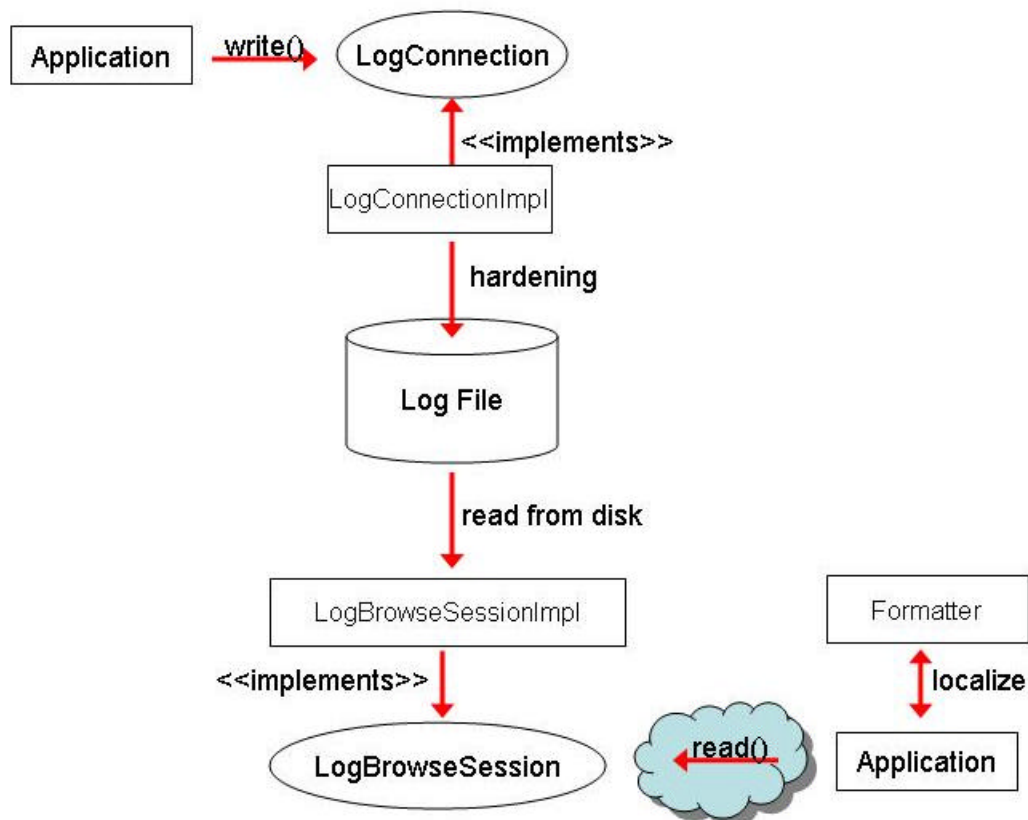 Application
write()
LogConnection
<<implements>>
LogConnectionImpl
hardening
Log File
read from disk
LogBrowseSessionImpl
Formatter
<<implements>>
localize
LogBrowseSession
read()
Application